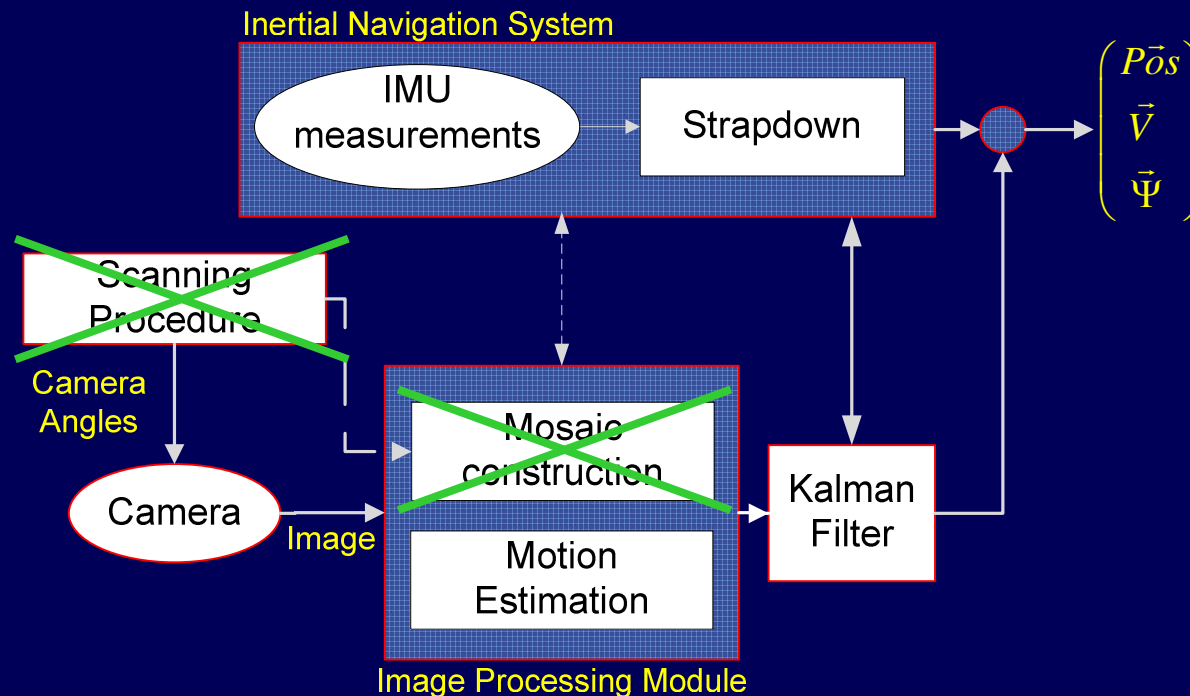 Inertial Navigation System
IMU
measurements
Strapdown
Pos
V
Ψ
Scanning
Procedure
Camera
Angles
Camera
Image
Mosaic
construction
Motion
Estimation
Kalman
Filter
Image Processing Module